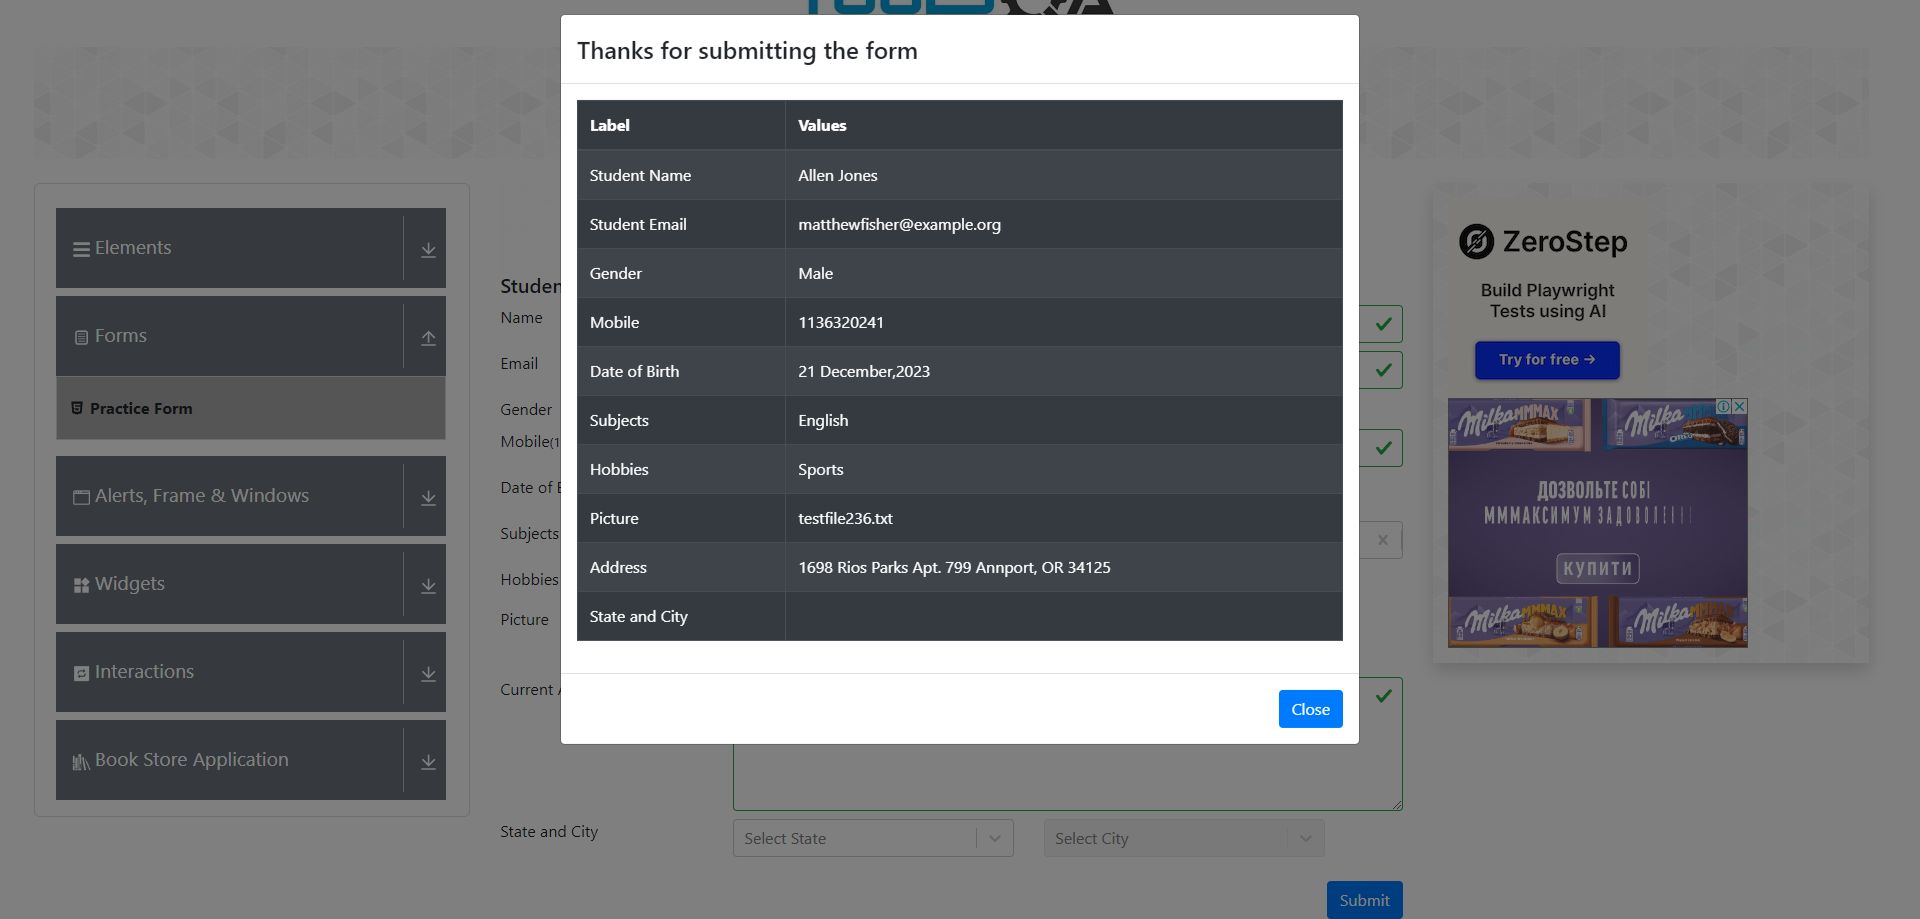 Thanks for submitting the form
Label Values
Student Name Allen Jones
Student Email matthewfisher@example.org
Gender Male
Mobile 1136320241
Date of Birth 21 December,2023
Subjects English
Hobbies Sports
Picture testfile236.txt
Address 1698 Rios Parks Apt. 799 Annport, OR 34125
State and City
Close
Elements
Forms
Practice Form
Alerts, Frame & Windows
Widgets
Interactions
Book Store Application
Name
Email
Gender
Mobile(1
Date of
Subjects
Hobbies
Picture
Current
State and City
Select State
Select City
Submit
ZeroStep
Build Playwright
Tests using AI
Try for free →
Milka MMMAX
Milka MMMAX
OREO
ДОЗВОЛЬТЕ СОБІ
МММАКСИМУМ ЗАДОВОЛЕН
КУПИТИ
Milka MMMAX
Milka MMMAX